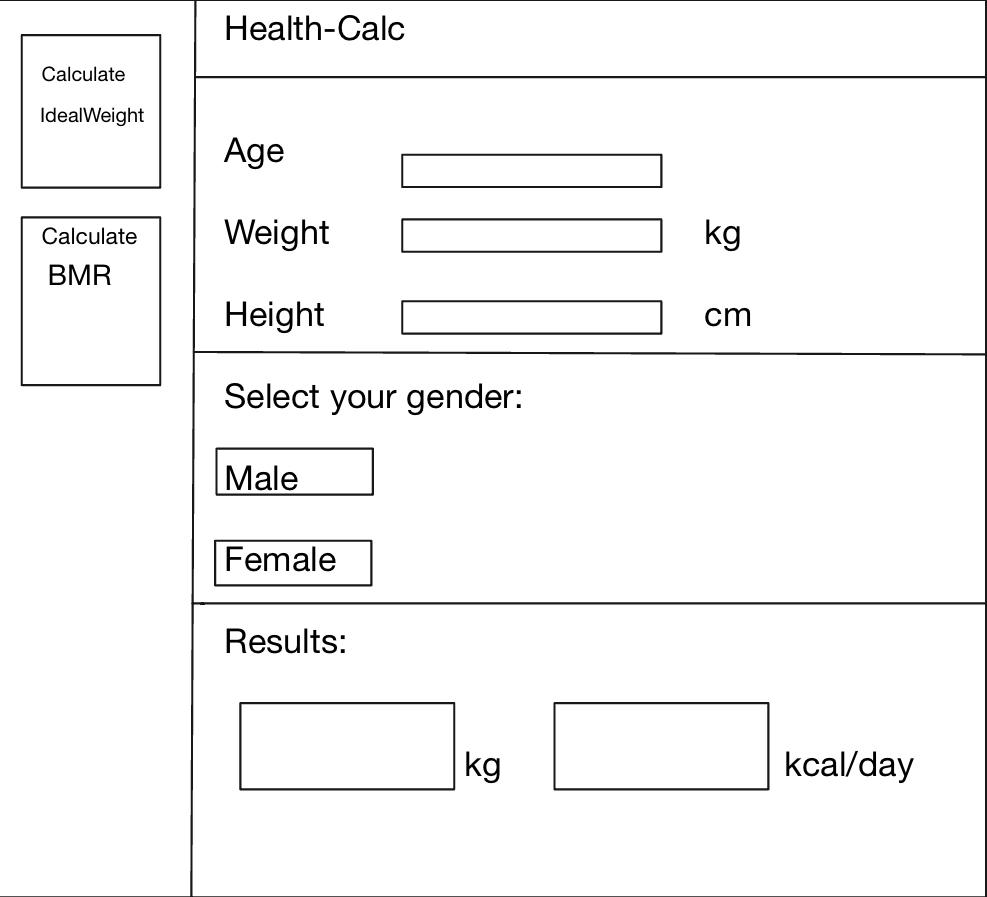 Calculate
IdealWeight
Calculate
BMR
Health-Calc
Age
Weight kg
Height cm
Select your gender:
Male
Female
Results:
kg kcal/day